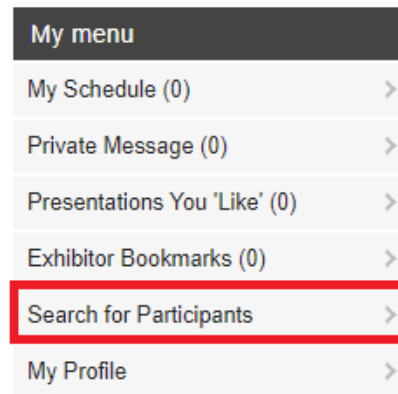 My menu
My Schedule (0)
Private Message (0)
Presentations You 'Like' (0)
Exhibitor Bookmarks (0)
Search for Participants
My Profile